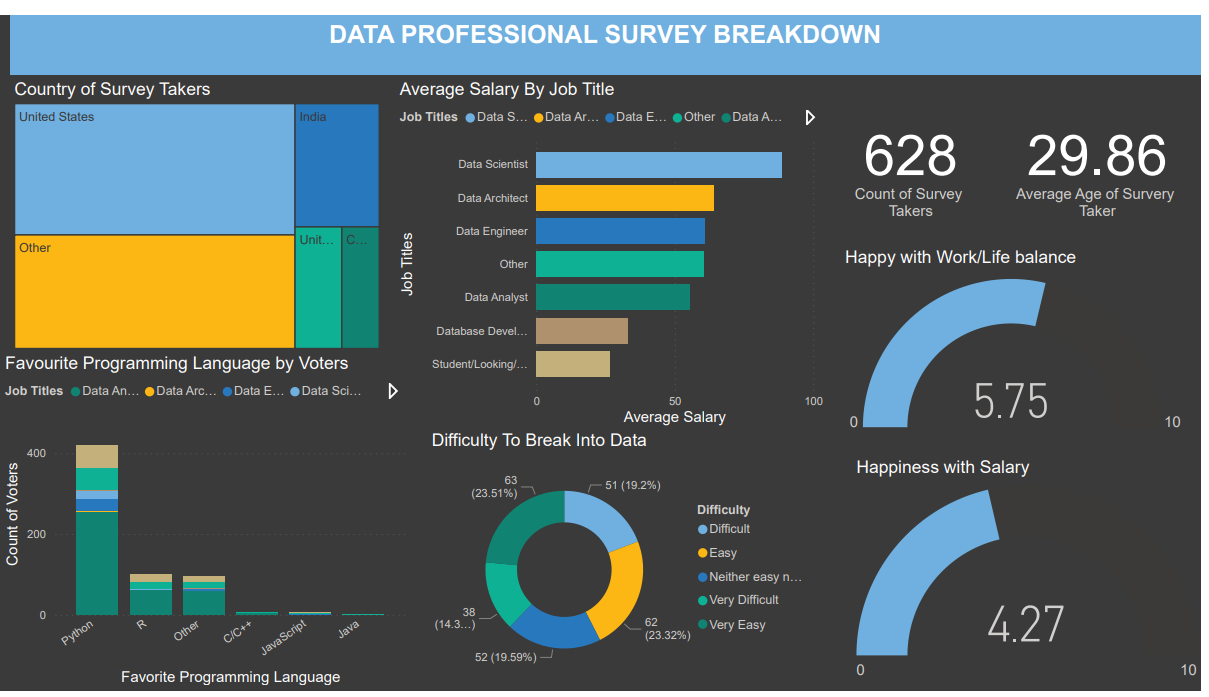 DATA PROFESSIONAL SURVEY BREAKDOWN
Country of Survey Takers
United States
India
Other
Unit...
C...
Average Salary By Job Title
Job Titles Data S... Data Ar... Data E... Other Data A...
Job Titles
Data Scientist
Data Architect
Data Engineer
Other
Data Analyst
Database Devel...
Student/Looking/...
0 50 100
Average Salary
628
Count of Survey
Takers
29.86
Average Age of Survery
Taker
Happy with Work/Life balance
5.75
0 10
Favourite Programming Language by Voters
Job Titles Data An... Data Arc... Data E... Data Sci...
Count of Voters
400
200
0
Python R Other C/C++ JavaScript Java
Favorite Programming Language
Difficulty To Break Into Data
51 (19.2%)
62
(23.32%)
52 (19.59%)
38
(14.3...)
63
(23.51%)
Difficulty
Difficult
Easy
Neither easy n...
Very Difficult
Very Easy
Happiness with Salary
4.27
0 10